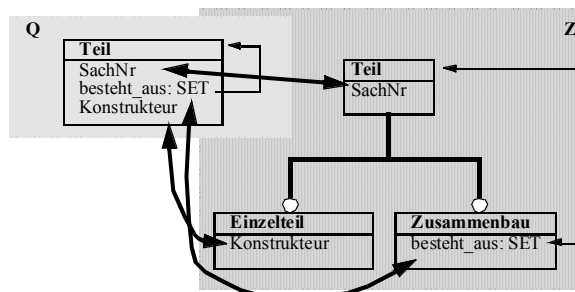 Q
Teil
SachNr
besteht_aus: SET
Konstrukteur
Z
Teil
SachNr
Einzelteil
Konstrukteur
Zusammenbau
besteht_aus: SET